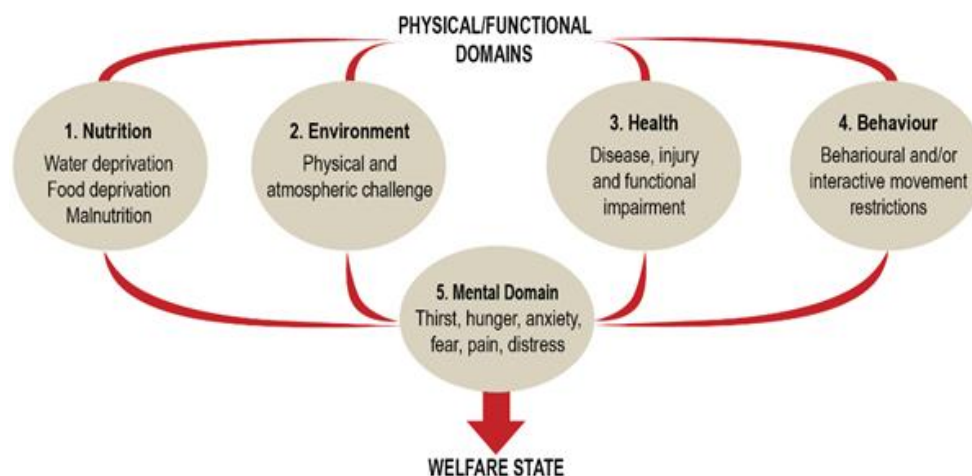 PHYSICAL/FUNCTIONAL
DOMAINS
1. Nutrition
Water deprivation
Food deprivation
Malnutrition
2. Environment
Physical and
atmospheric challenge
3. Health
Disease, injury
and functional
impairment
4. Behaviour
Beharioural and/or
interactive movement
restrictions
5. Mental Domain
Thirst, hunger, anxiety,
fear, pain, distress
WELFARE STATE